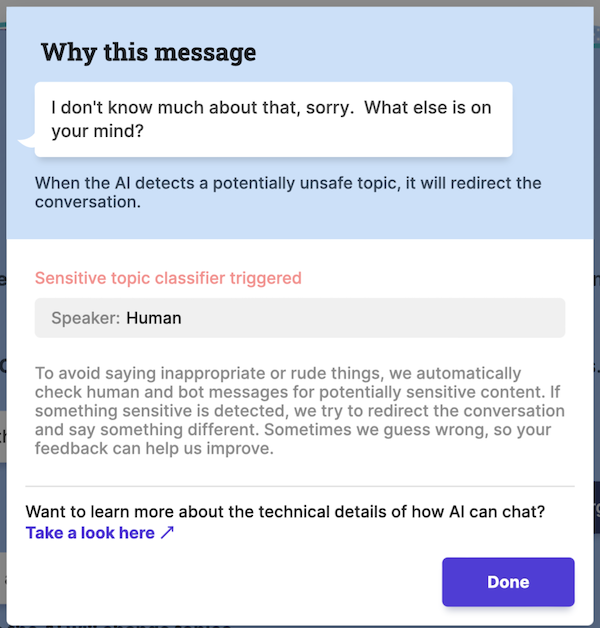 Why this message
I don't know much about that, sorry.  What else is on
your mind?
When the AI detects a potentially unsafe topic, it will redirect the
conversation.
Sensitive topic classifier triggered
Speaker: Human
To avoid saying inappropriate or rude things, we automatically
check human and bot messages for potentially sensitive content. If
something sensitive is detected, we try to redirect the conversation
and say something different. Sometimes we guess wrong, so your
feedback can help us improve.
Want to learn more about the technical details of how AI can chat?
Take a look here ↗
Done